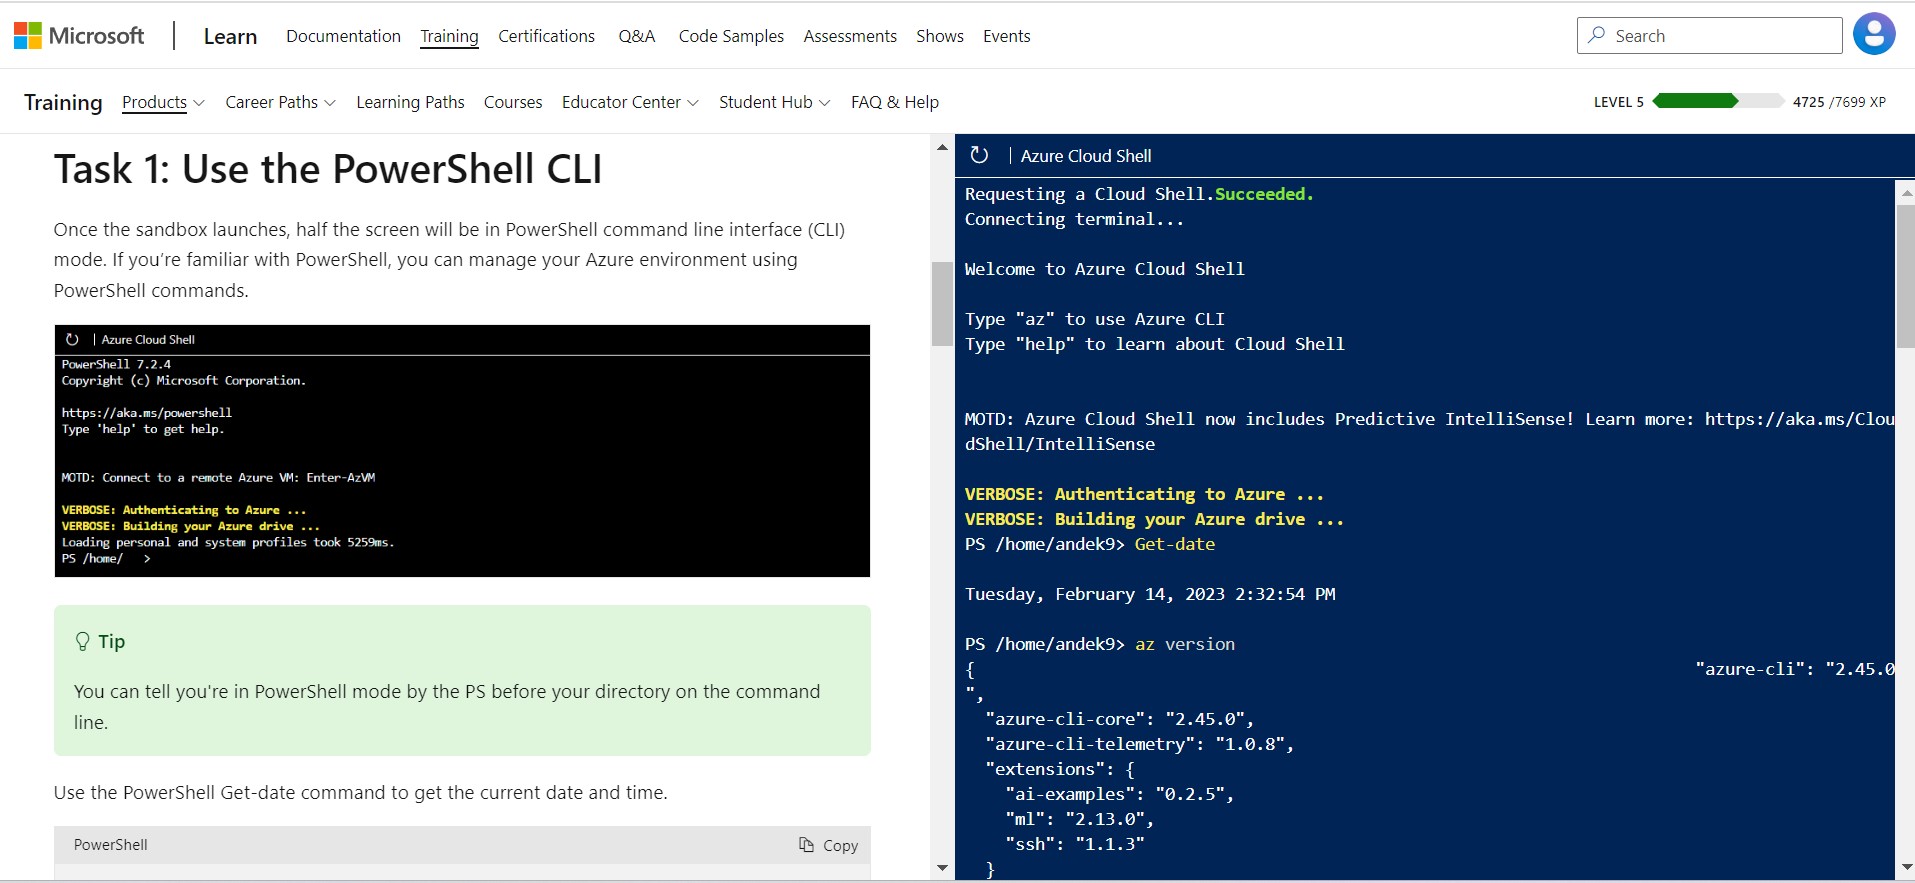 Microsoft | Learn Documentation Training Certifications Q&A Code Samples Assessments Shows Events Search
Training Products Career Paths Learning Paths Courses Educator Center Student Hub FAQ & Help LEVEL 5 4725 /7699 XP
Task 1: Use the PowerShell CLI
Once the sandbox launches, half the screen will be in PowerShell command line interface (CLI)
mode. If you’re familiar with PowerShell, you can manage your Azure environment using
PowerShell commands.
| Azure Cloud Shell
PowerShell 7.2.4
Copyright (c) Microsoft Corporation.
https://aka.ms/powershell
Type 'help' to get help.
MOTD: Connect to a remote Azure VM: Enter-AzVM
VERBOSE: Authenticating to Azure ...
VERBOSE: Building your Azure drive ...
Loading personal and system profiles took 5259ms.
PS /home/ >
Tip
You can tell you're in PowerShell mode by the PS before your directory on the command
line.
Use the PowerShell Get-date command to get the current date and time.
PowerShell Copy
| Azure Cloud Shell
Requesting a Cloud Shell.Succeeded.
Connecting terminal...
Welcome to Azure Cloud Shell
Type "az" to use Azure CLI
Type "help" to learn about Cloud Shell
MOTD: Azure Cloud Shell now includes Predictive IntelliSense! Learn more: https://aka.ms/Clou
dShell/IntelliSense
VERBOSE: Authenticating to Azure ...
VERBOSE: Building your Azure drive ...
PS /home/andek9> Get-date
Tuesday, February 14, 2023 2:32:54 PM
PS /home/andek9> az version
{ "azure-cli": "2.45.0
",
"azure-cli-core": "2.45.0",
"azure-cli-telemetry": "1.0.8",
"extensions": {
"ai-examples": "0.2.5",
"ml": "2.13.0",
"ssh": "1.1.3"
}